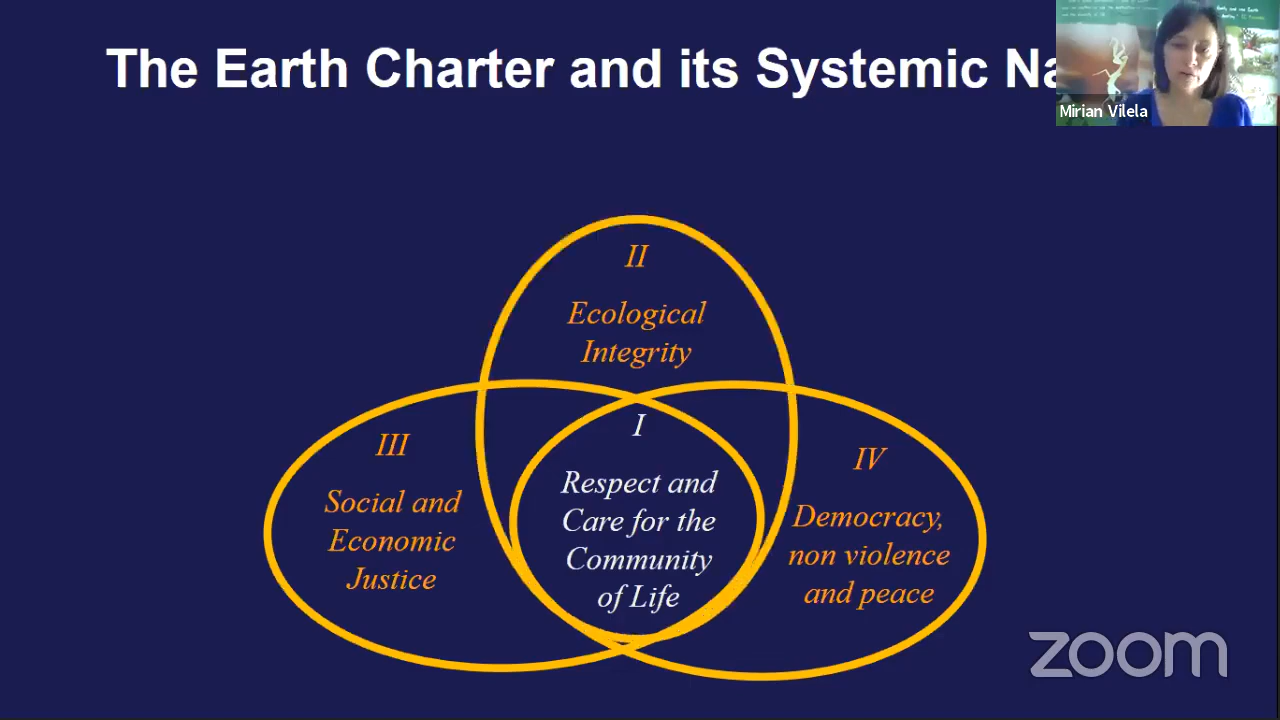 The Earth Charter and its Systemic
Mirian Vilela
II
Ecological
Integrity
I
Respect and
Care for the
Community
of Life
III
Social and
Economic
Justice
IV
Democracy,
non violence
and peace
zoom